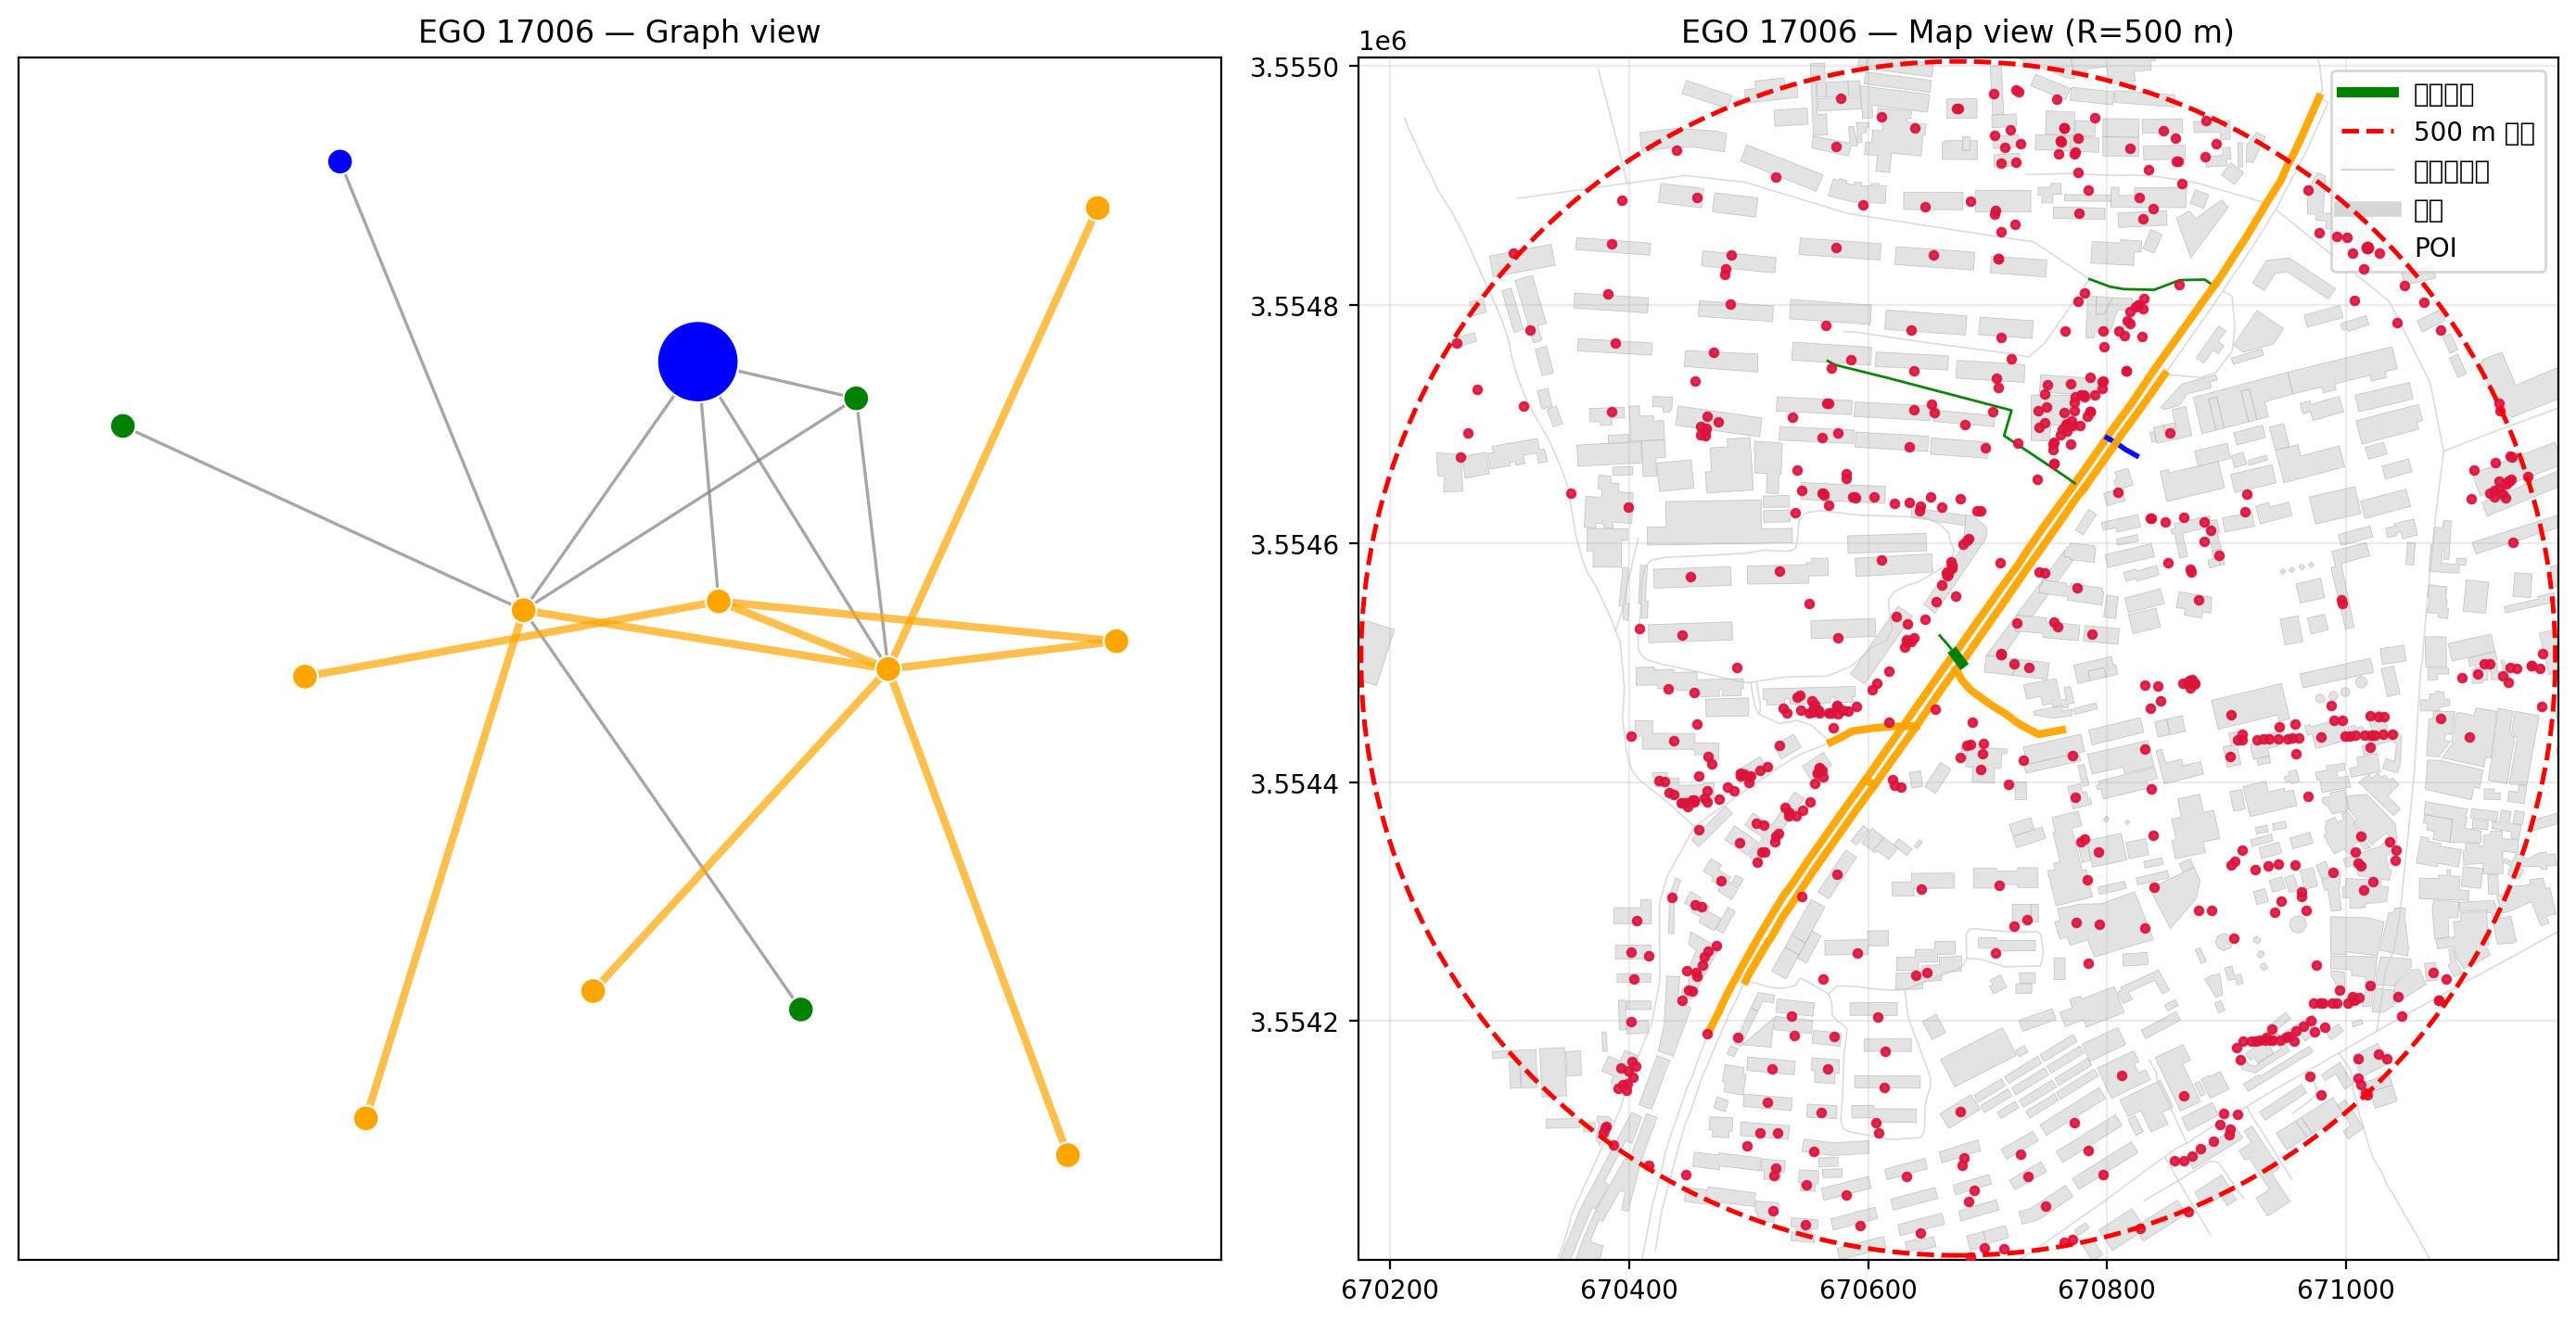 EGO 17006 — Graph view
EGO 17006 — Map view (R=500 m)
1e6
3.5550
3.5548
3.5546
3.5544
3.5542
670200
670400
670600
670800
671000
500 m
POI